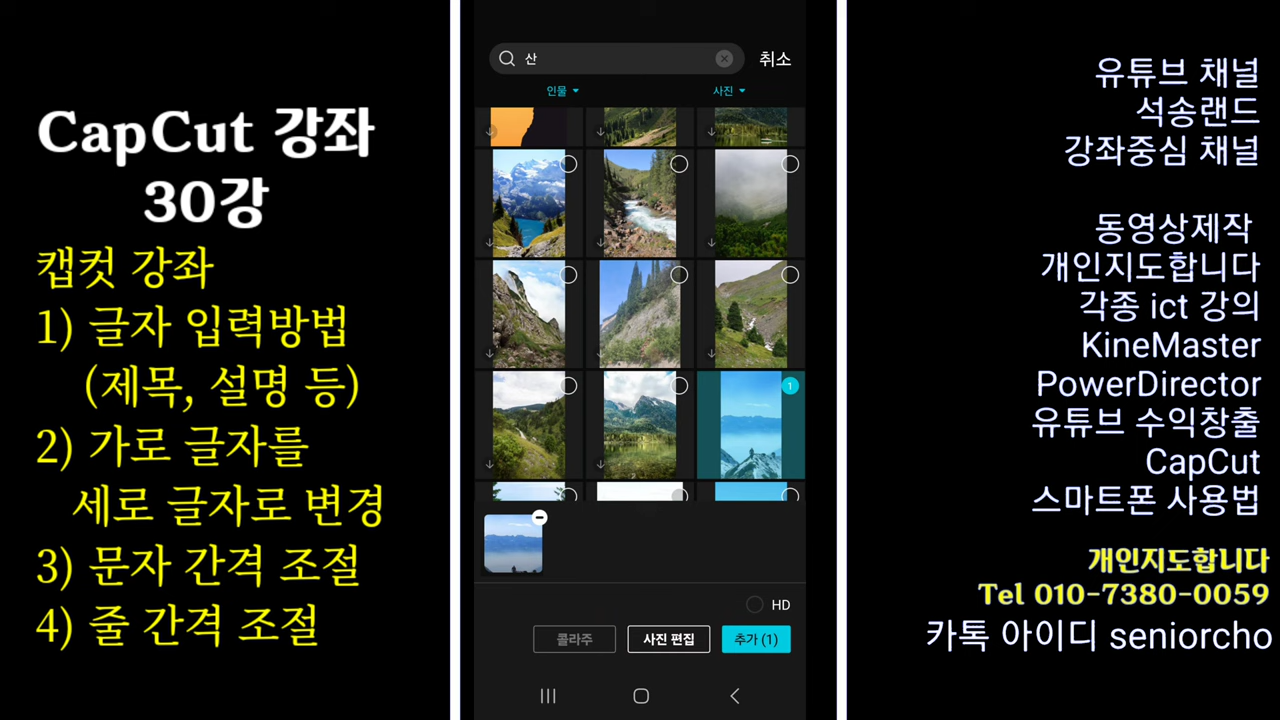 CapCut 강좌
30강
캡컷 강좌
1) 글자 입력방법
(제목, 설명 등)
2) 가로 글자를
세로 글자로 변경
3) 문자 간격 조절
4) 줄 간격 조절
산
취소
인물
사진
1
HD
콜라주
사진 편집
추가 (1)
유튜브 채널
석송랜드
강좌중심 채널
동영상제작
개인지도합니다
각종 ict 강의
KineMaster
PowerDirector
유튜브 수익창출
CapCut
스마트폰 사용법
개인지도합니다
Tel 010-7380-0059
카톡 아이디 seniorcho